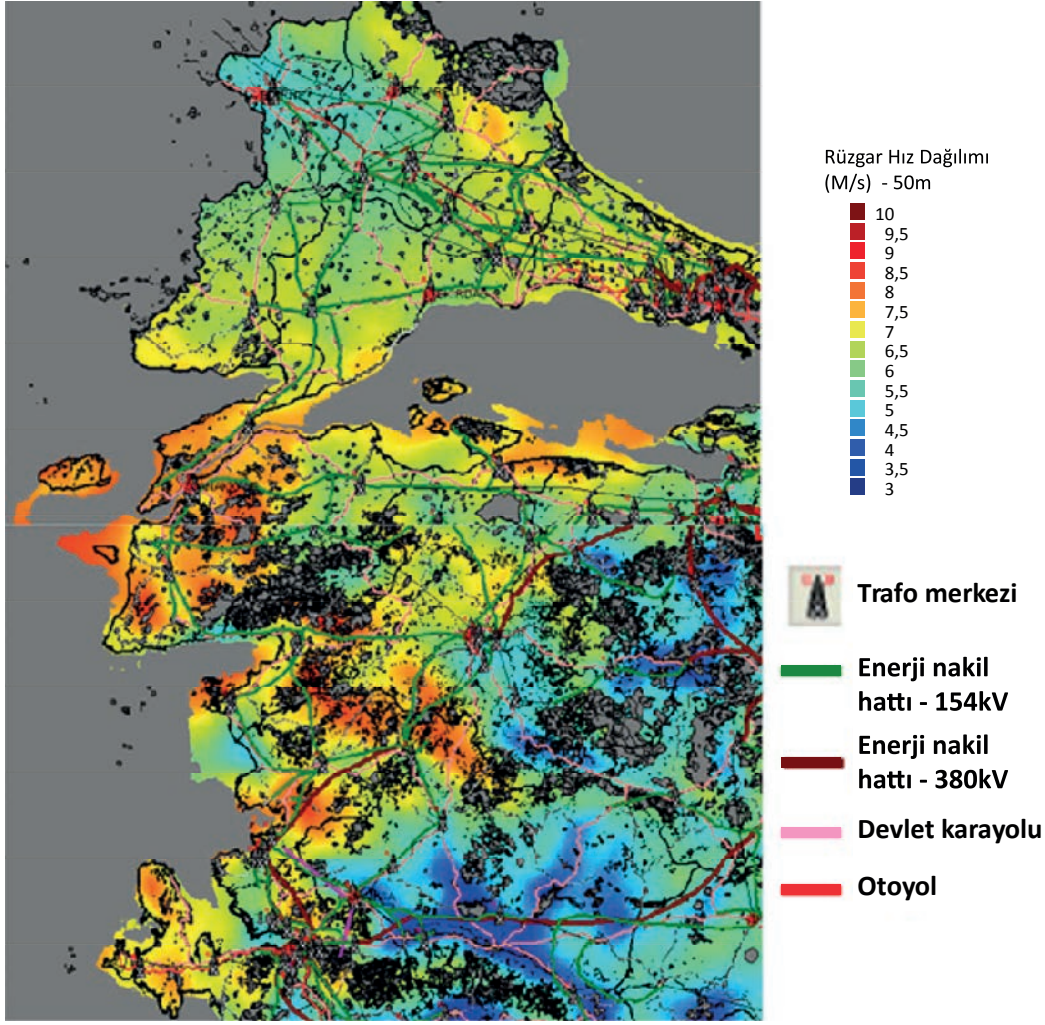 Rüzgar Hız Dağılımı
(M/s) - 50m
10
9,5
9
8,5
8
7,5
7
6,5
6
5,5
5
4,5
4
3,5
3
Trafo merkezi
Enerji nakil
hattı - 154kV
Enerji nakil
hattı - 380kV
Devlet karayolu
Otoyol